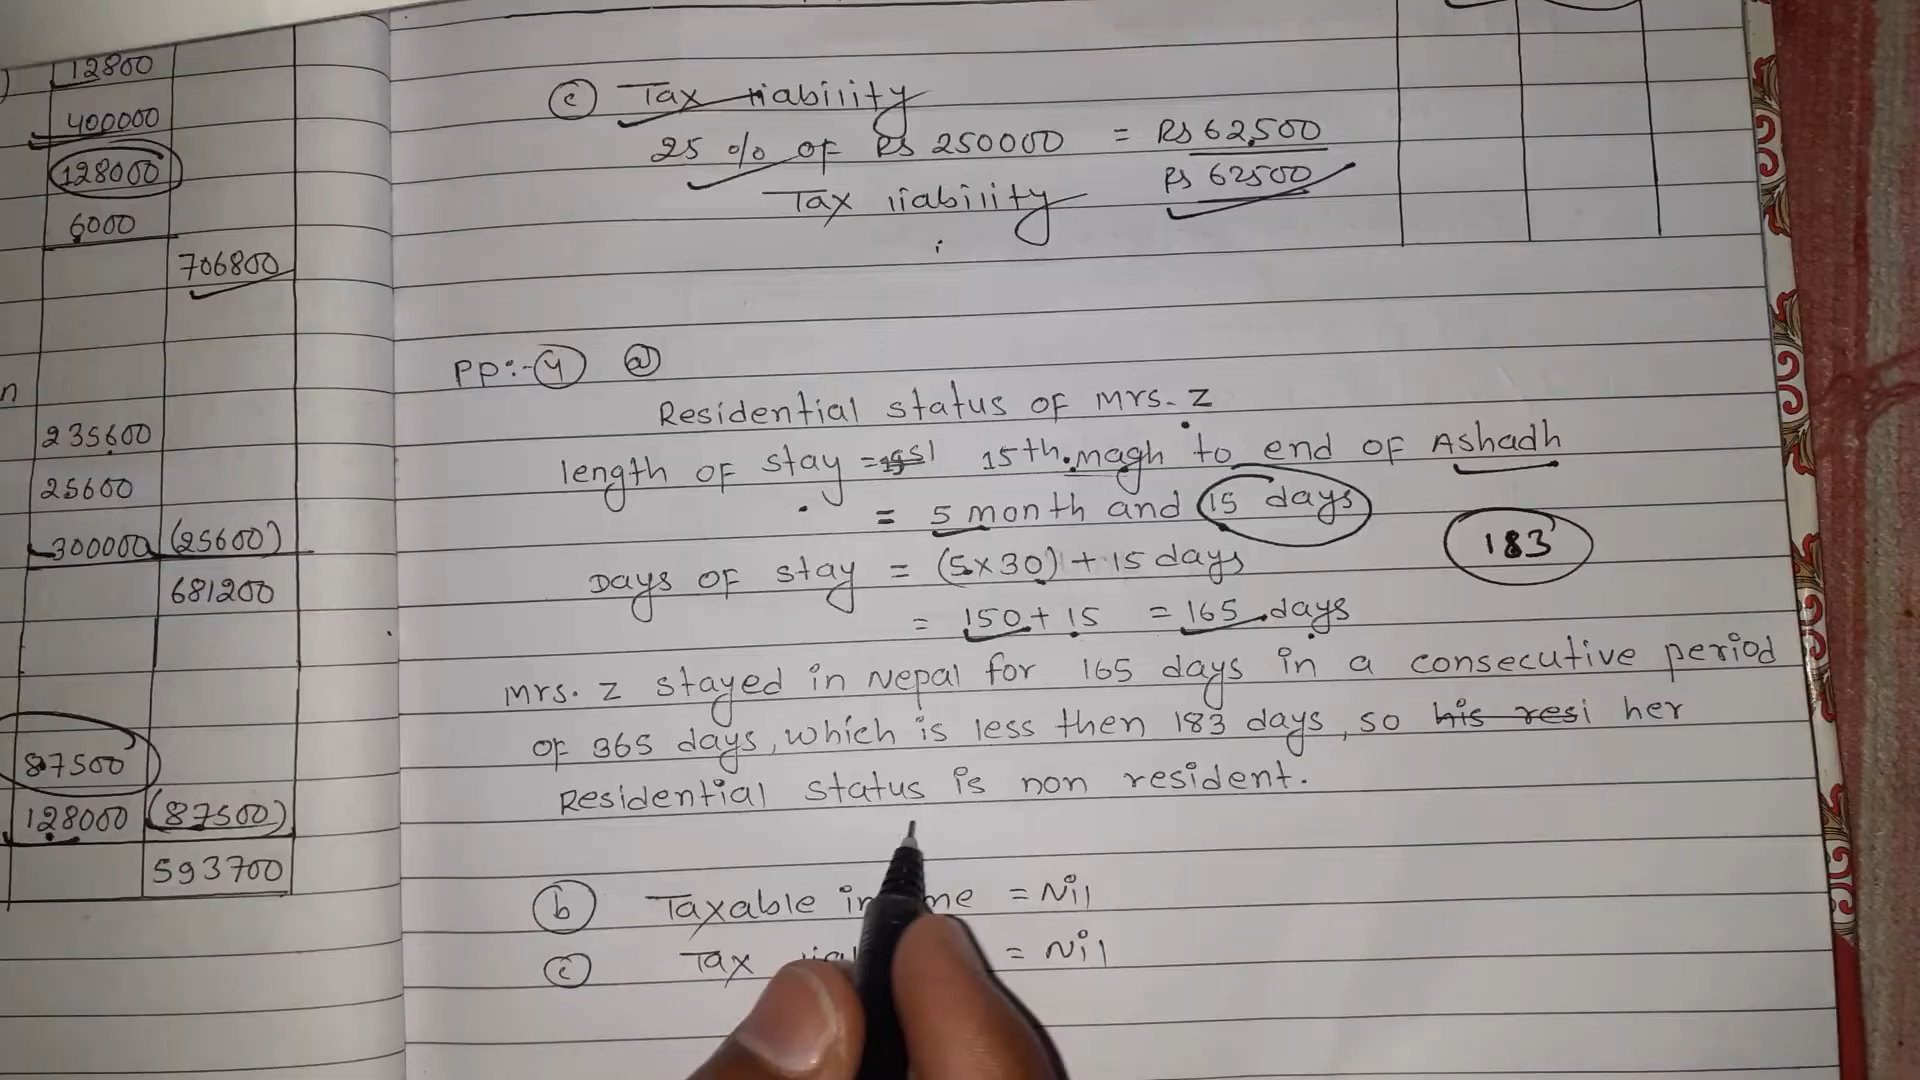 12800
400000
128000
6000
706800
n
235600
25600
300000 (25600)
681200
87500
128000 (87500)
593700
(c) Tax liability
25 % of Rs 250000 = Rs 62,500
Tax liability Rs 62500
PP:- (4) (a)
Residential status of Mrs. Z
length of stay = 15th magh to end of Ashadh
= 5 month and 15 days
183
Days of stay = (5x30) + 15 days
= 150 + 15 = 165 days
Mrs. Z stayed in Nepal for 165 days in a consecutive period
of 365 days, which is less then 183 days, so his resi her
Residential status is non resident.
(b) Taxable = Nil
(c) Tax = Nil